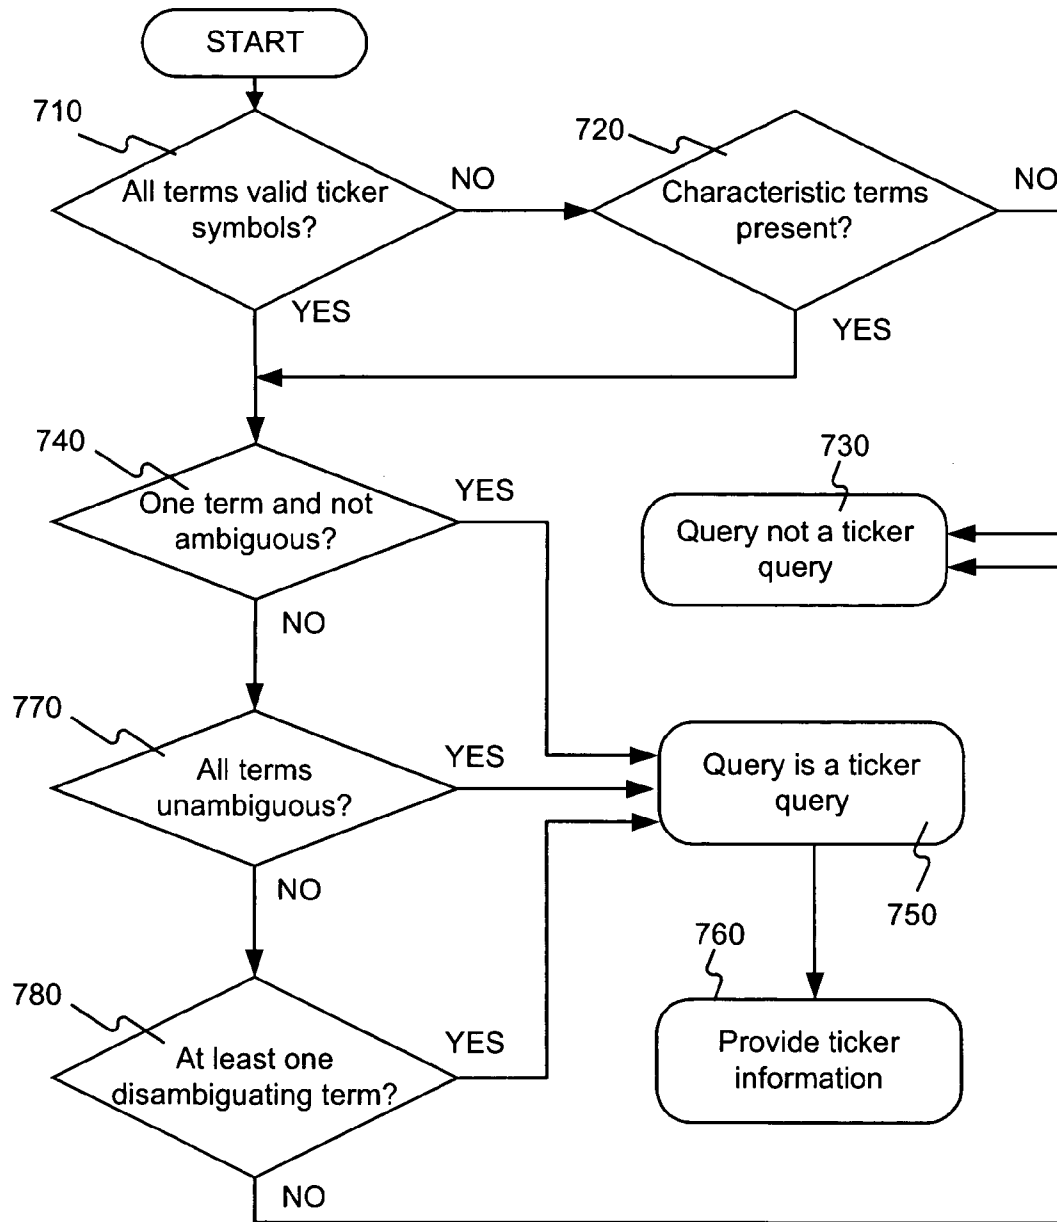 START
710
All terms valid ticker
symbols?
NO
720
Characteristic terms
present?
NO
YES
YES
740
One term and not
ambiguous?
YES
730
Query not a ticker
query
NO
770
All terms
unambiguous?
YES
Query is a ticker
query
750
NO
760
780
At least one
disambiguating term?
YES
Provide ticker
information
NO